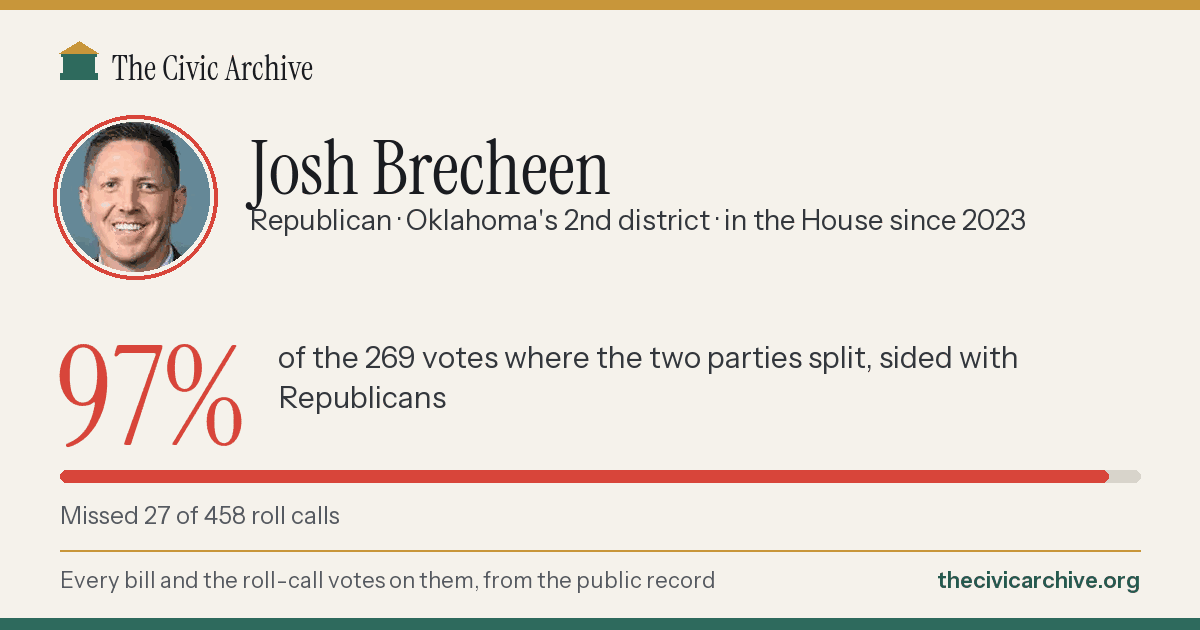 The Civic Archive
Josh Brecheen
Republican · Oklahoma's 2nd district · in the House since 2023
97%
of the 269 votes where the two parties split, sided with
Republicans
Missed 27 of 458 roll calls
Every bill and the roll-call votes on them, from the public record
thecivicarchive.org